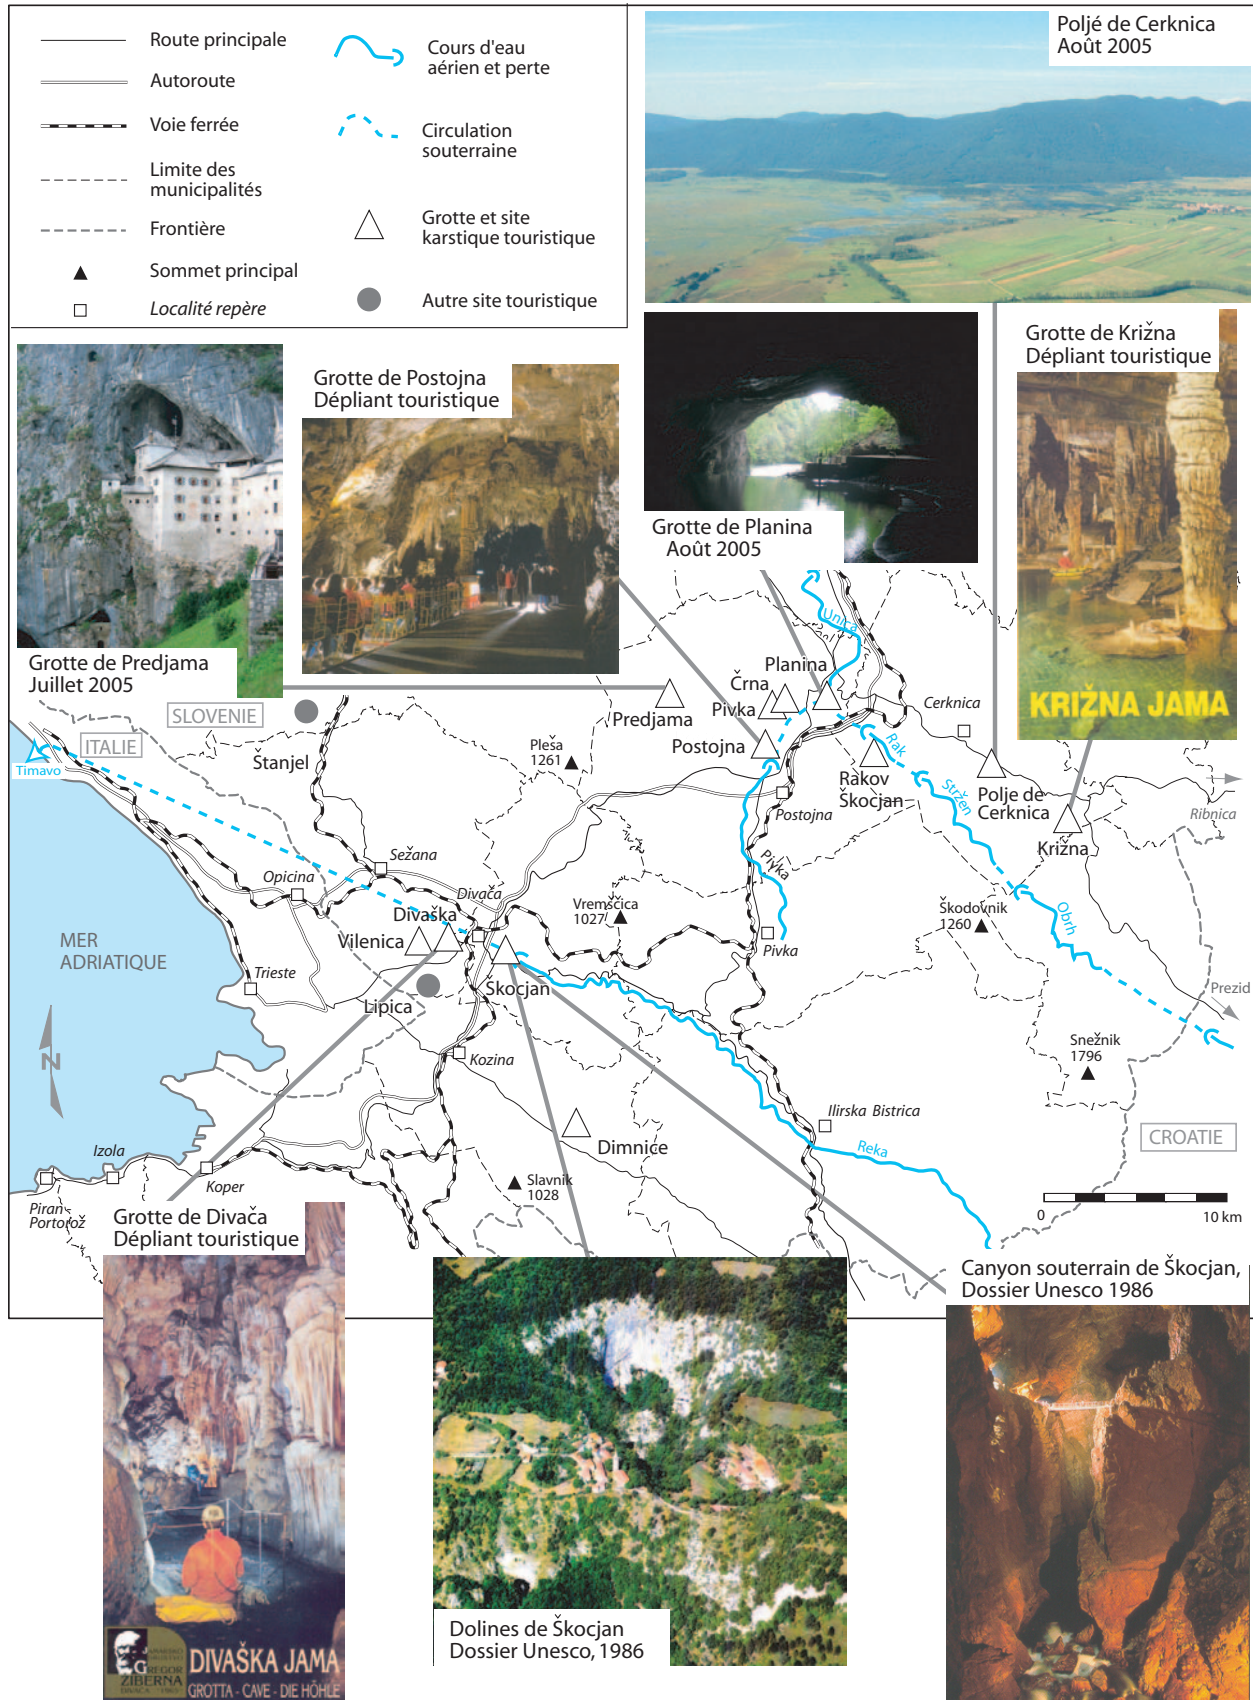 Route principale
Autoroute
Voie ferrée
Limite des
municipalités
Frontière
Sommet principal
Localité repère
Cours d'eau
aérien et perte
Circulation
souterraine
Grotte et site
karstique touristique
Autre site touristique
Poljé de Cerknica
Août 2005
Grotte de Predjama
Juillet 2005
Grotte de Postojna
Dépliant touristique
Grotte de Planina
Août 2005
Grotte de Križna
Dépliant touristique
KRIŽNA JAMA
SLOVENIE
ITALIE
Timavo
Štanjel
Pleša
1261
Predjama
Črna
Pivka
Postojna
Planina
Unica
Cerknica
Rak
Rakov
Škocjan
Stržen
Polje de
Cerknica
Križna
Ribnica
Postojna
Pivka
Sežana
Opicina
Divača
Divaška
Vilenica
Vremščica
1027
Pivka
Škodovnik
1260
Obrh
Prezid
MER
ADRIATIQUE
Trieste
Lipica
Škocjan
N
Kozina
Snežnik
1796
Ilirska Bistrica
Reka
CROATIE
Dimnice
Slavnik
1028
Izola
Koper
Piran-
Portorož
0
10 km
Grotte de Divača
Dépliant touristique
Canyon souterrain de Škocjan,
Dossier Unesco 1986
Dolines de Škocjan
Dossier Unesco, 1986
JAMARSKO
DRUŠTVO
GREGOR
ŽIBERNA
DIVAČA
DIVAŠKA JAMA
GROTTA - CAVE - DIE HÖHLE